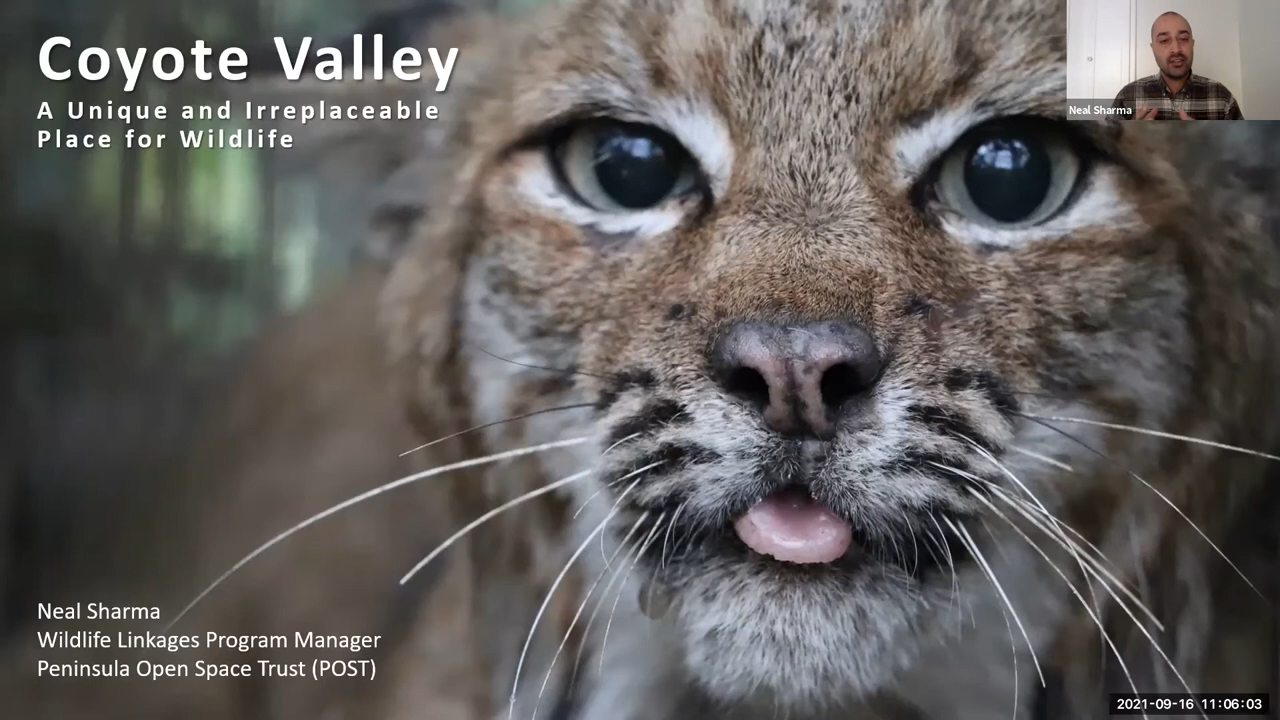 Coyote Valley
A Unique and Irreplaceable
Place for Wildlife
Neal Sharma
Neal Sharma
Wildlife Linkages Program Manager
Peninsula Open Space Trust (POST)
2021-09-16 11:06:03